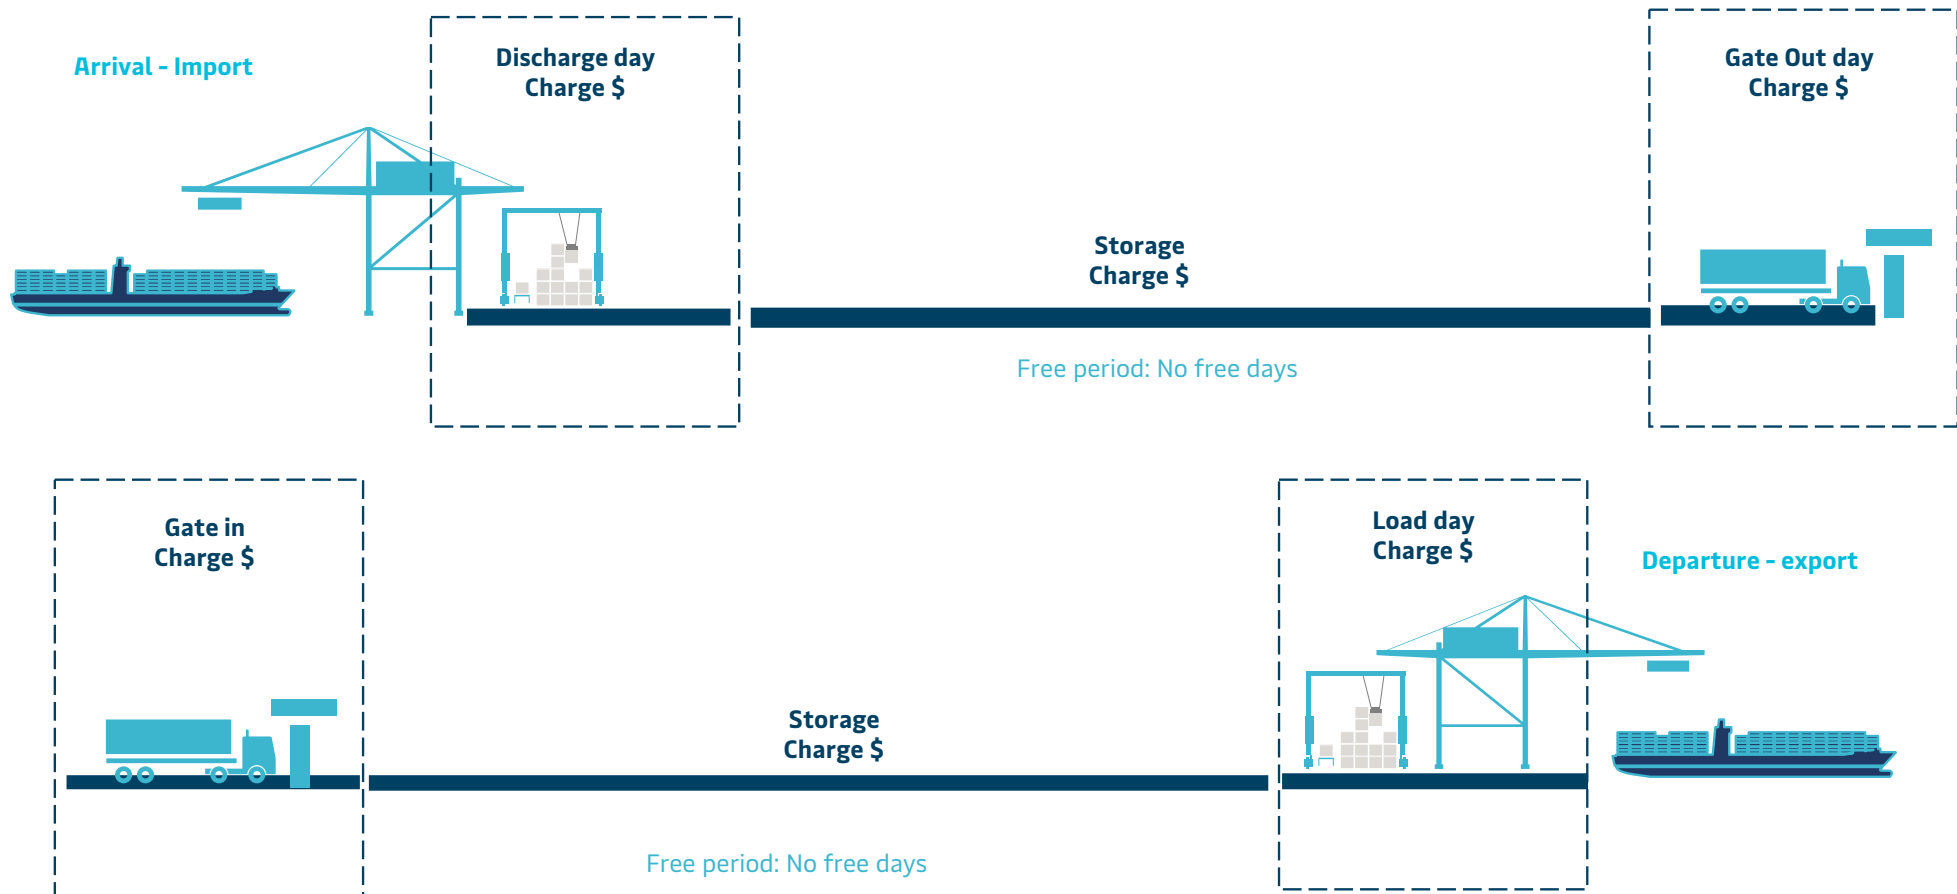 Arrival - Import
Discharge day
Charge $
Gate Out day
Charge $
Storage
Charge $
Free period: No free days
Gate in
Charge $
Load day
Charge $
Departure - export
Storage
Charge $
Free period: No free days